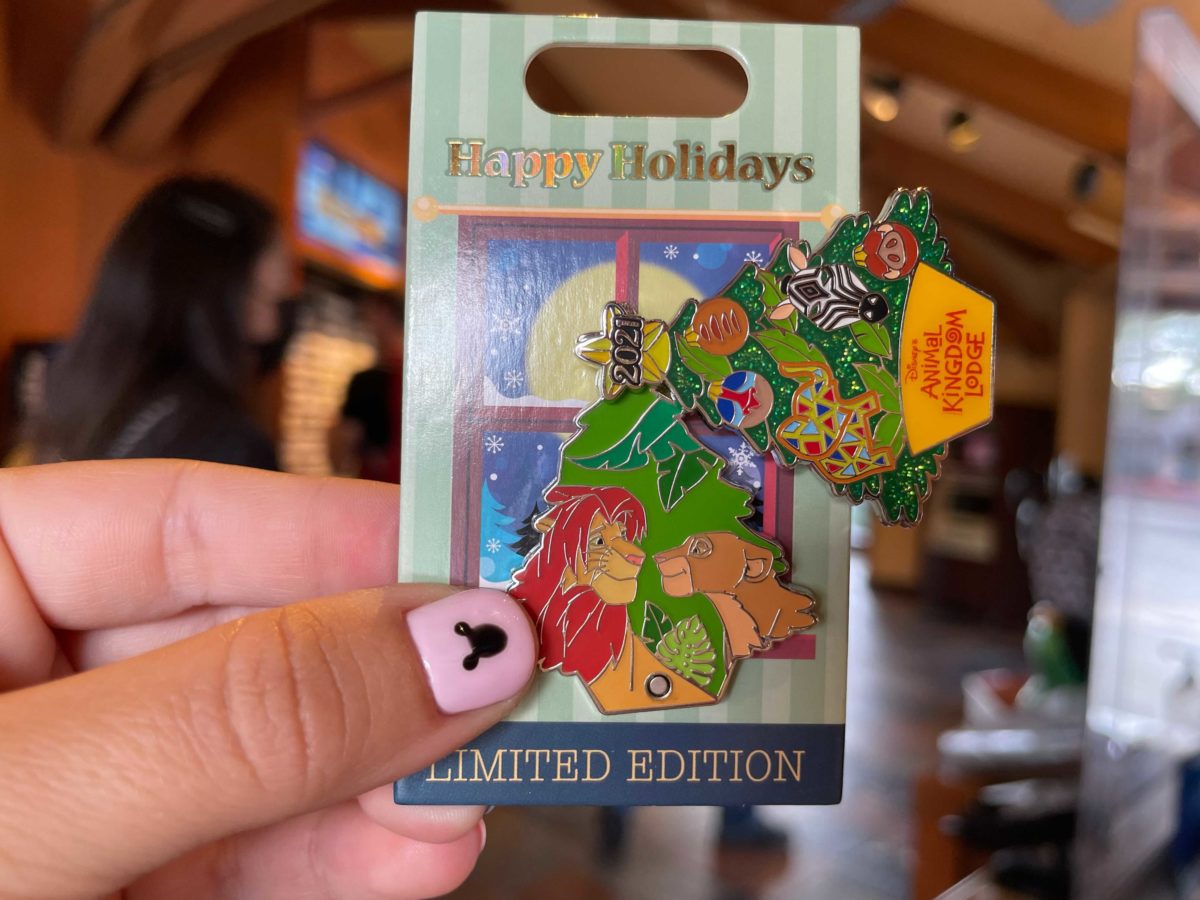 Happy Holidays
2021
Disney's
ANIMAL
KINGDOM
LODGE
LIMITED EDITION